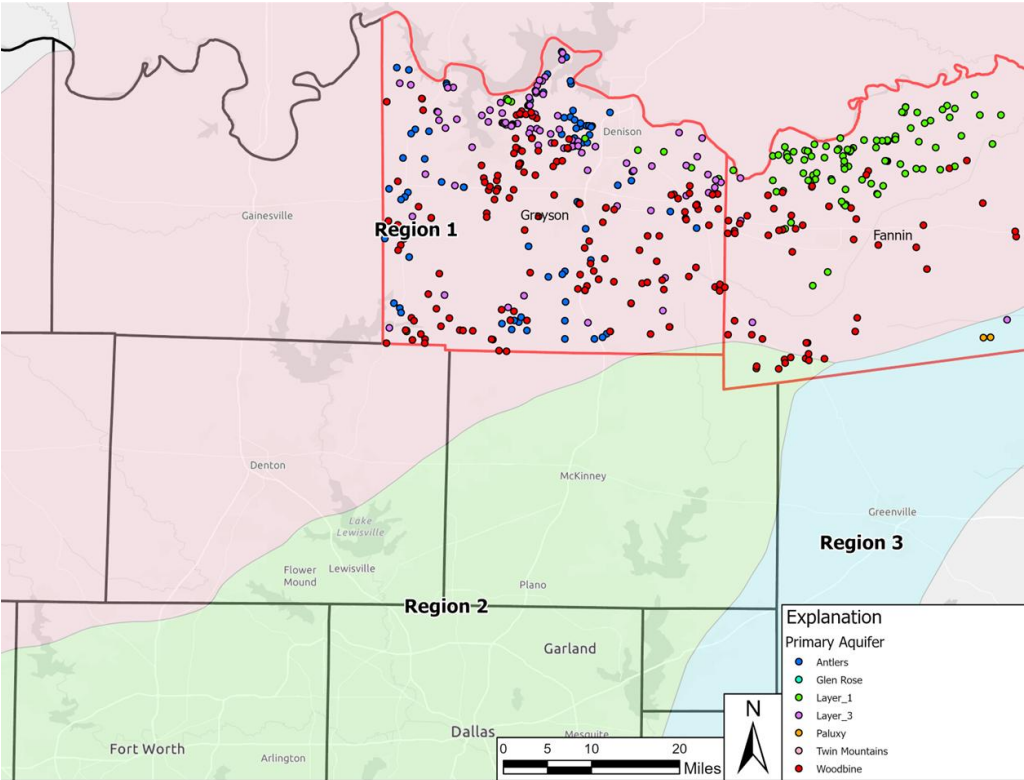 Denison
Gainesville
Region 1
Grayson
Fannin
Denton
McKinney
Greenville
Lake
Lewisville
Region 3
Flower
Mound
Lewisville
Plano
Region 2
Garland
Dallas
Mesquite
Fort Worth
Arlington
Explanation
Primary Aquifer
Antlers
Glen Rose
Layer_1
Layer_3
Paluxy
Twin Mountains
Woodbine
N
0 5 10 20
Miles